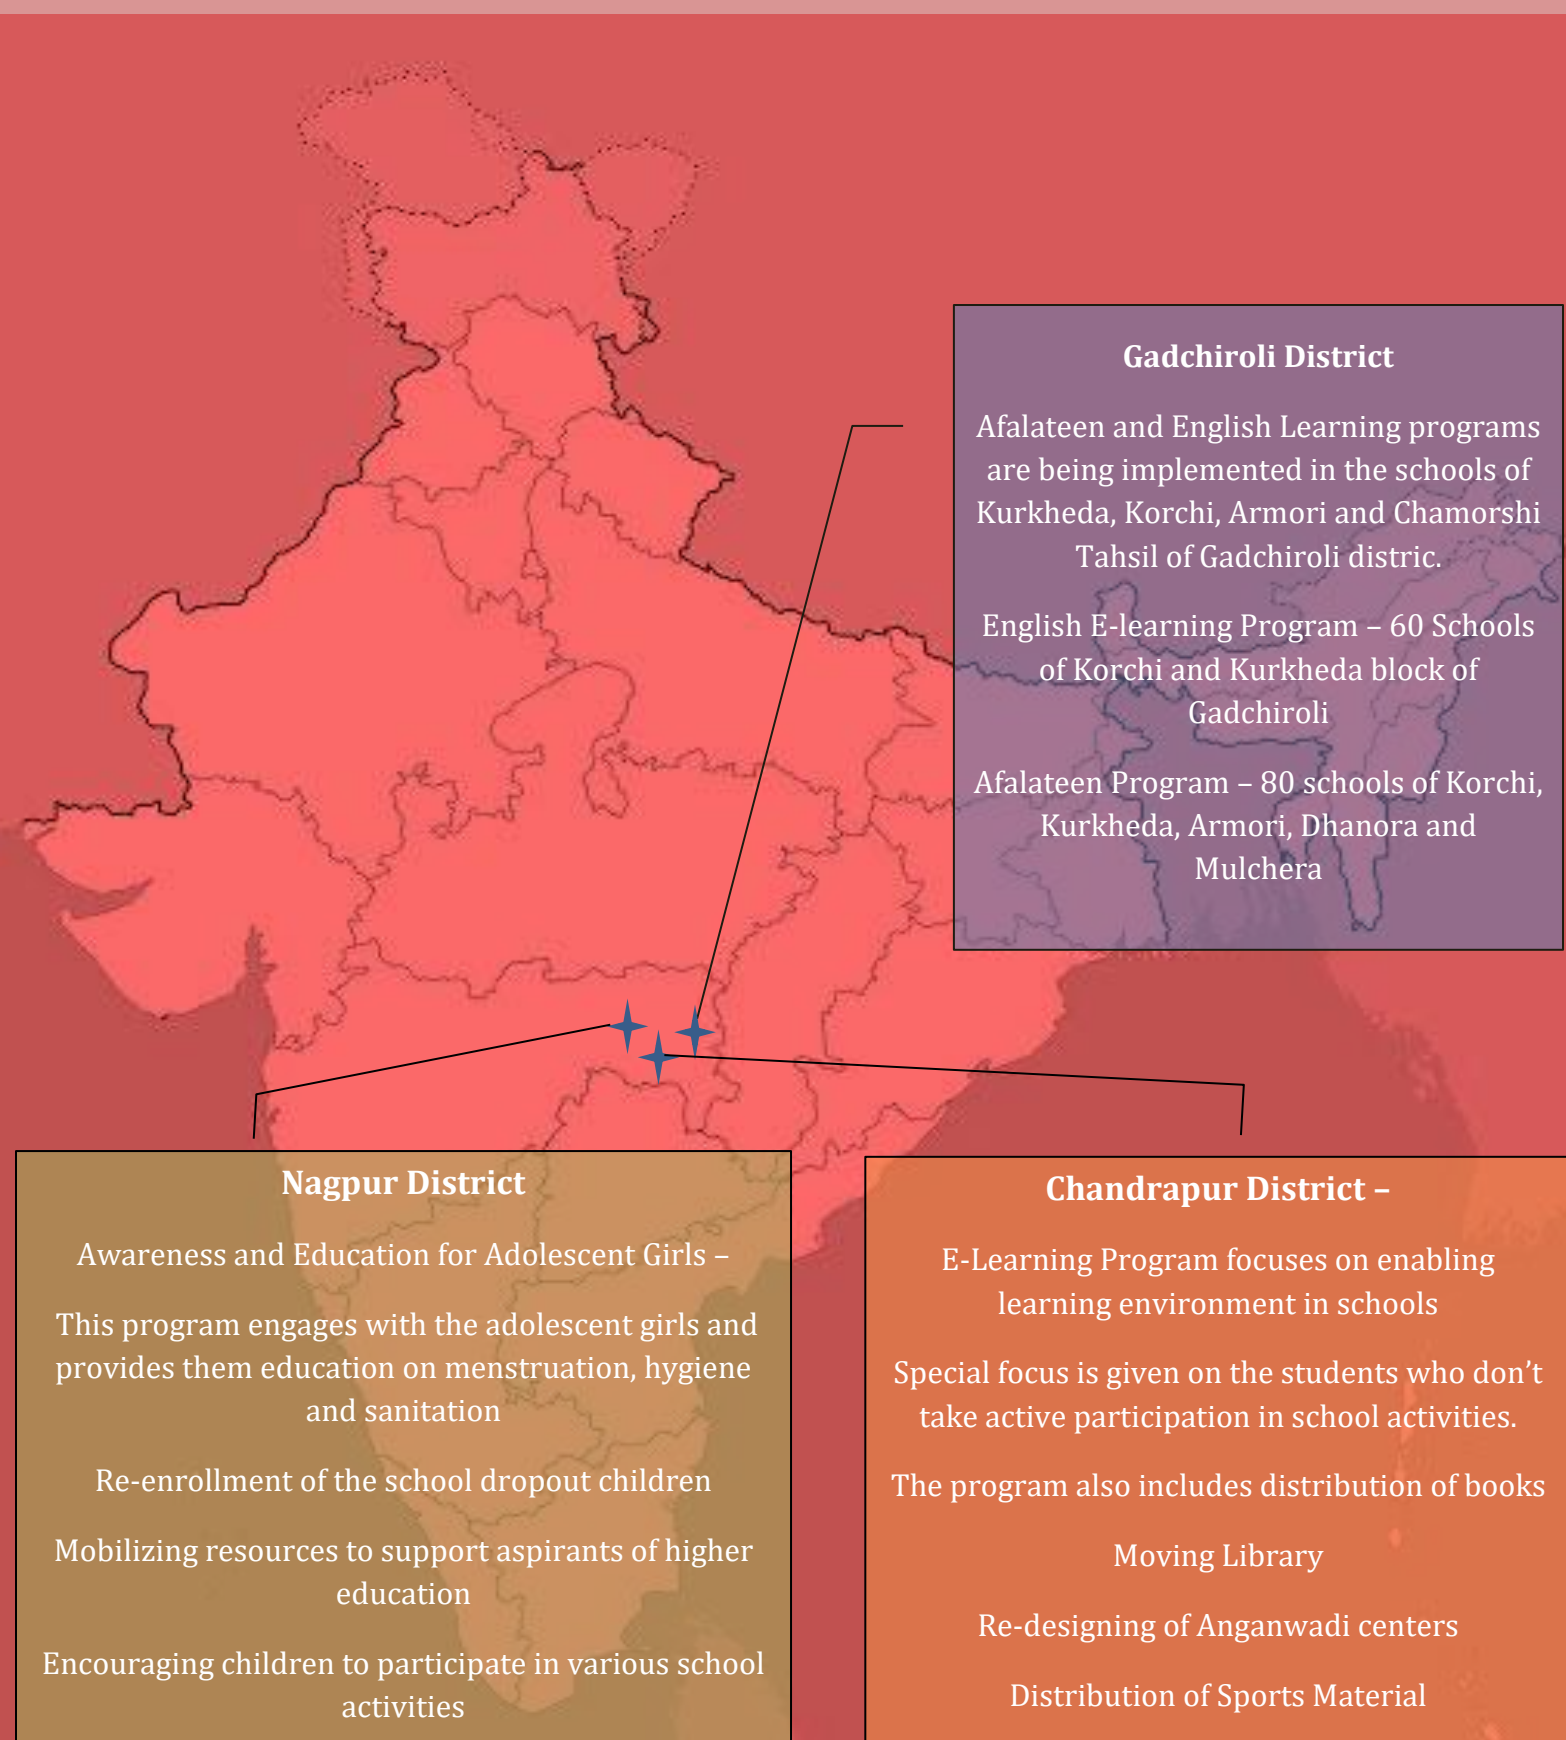 Gadchiroli District
Afalateen and English Learning programs
are being implemented in the schools of
Kurkheda, Korchi, Armori and Chamorshi
Tahsil of Gadchiroli distric.
English E-learning Program – 60 Schools
of Korchi and Kurkheda block of
Gadchiroli
Afalateen Program – 80 schools of Korchi,
Kurkheda, Armori, Dhanora and
Mulchera
Nagpur District
Awareness and Education for Adolescent Girls –
This program engages with the adolescent girls and
provides them education on menstruation, hygiene
and sanitation
Re-enrollment of the school dropout children
Mobilizing resources to support aspirants of higher
education
Encouraging children to participate in various school
activities
Chandrapur District –
E-Learning Program focuses on enabling
learning environment in schools
Special focus is given on the students who don’t
take active participation in school activities.
The program also includes distribution of books
Moving Library
Re-designing of Anganwadi centers
Distribution of Sports Material